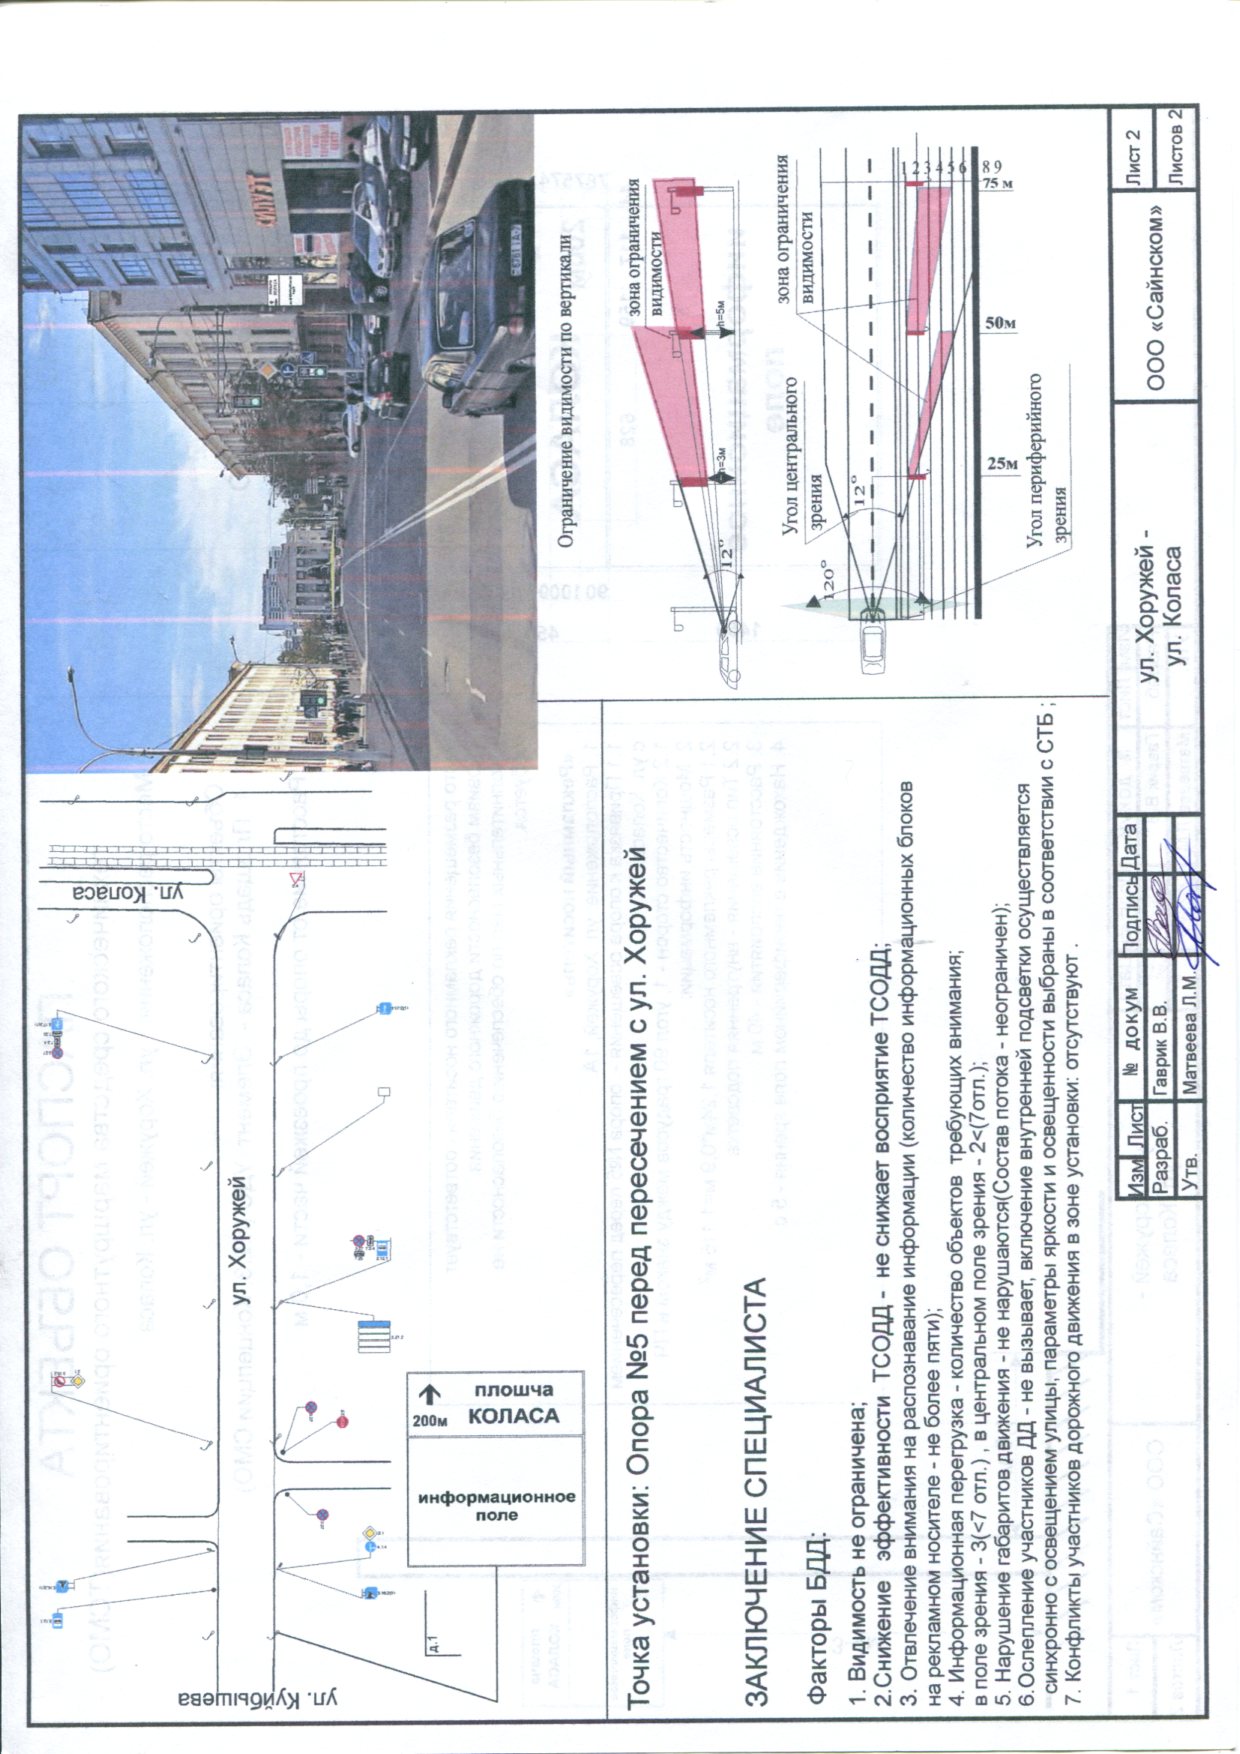 ул. Коласа
ул. Хоружей
ул. Куйбышева
д.1
200м
площча
КОЛАСА
информационное
поле
СИЛУЭТ
Ограничение видимости по вертикали
зона ограничения
видимости
h=3м
h=5м
12°
зона ограничения
видимости
Угол центрального
зрения
120°
12°
1 2 3 4 5 6 8 9
25м
50м
75 м
Угол периферийного
зрения
Точка установки: Опора №5 перед пересечением с ул. Хоружей
ЗАКЛЮЧЕНИЕ СПЕЦИАЛИСТА
Факторы БДД:
1. Видимость не ограничена;
2.Снижение эффективности ТСОДД - не снижает восприятие ТСОДД;
3. Отвлечение внимания на распознавание информации (количество информационных блоков
на рекламном носителе - не более пяти);
4. Информационная перегрузка - количество объектов требующих внимания;
в поле зрения - 3(<7 отл.) , в центральном поле зрения - 2<(7отл.);
5. Нарушение габаритов движения - не нарушаются(Состав потока - неограничен);
6.Ослепление участников ДД - не вызывает, включение внутренней подсветки осуществляется
синхронно с освещением улицы, параметры яркости и освещенности выбраны в соответствии с СТБ ;
7. Конфликты участников дорожного движения в зоне установки: отсутствуют .
Изм Лист № докум Подпись Дата
Разраб. Гаврик В.В.
Утв. Матвеева Л.М.
ул. Хоружей -
ул. Коласа
ООО «Сайнском»
Лист 2
Листов 2